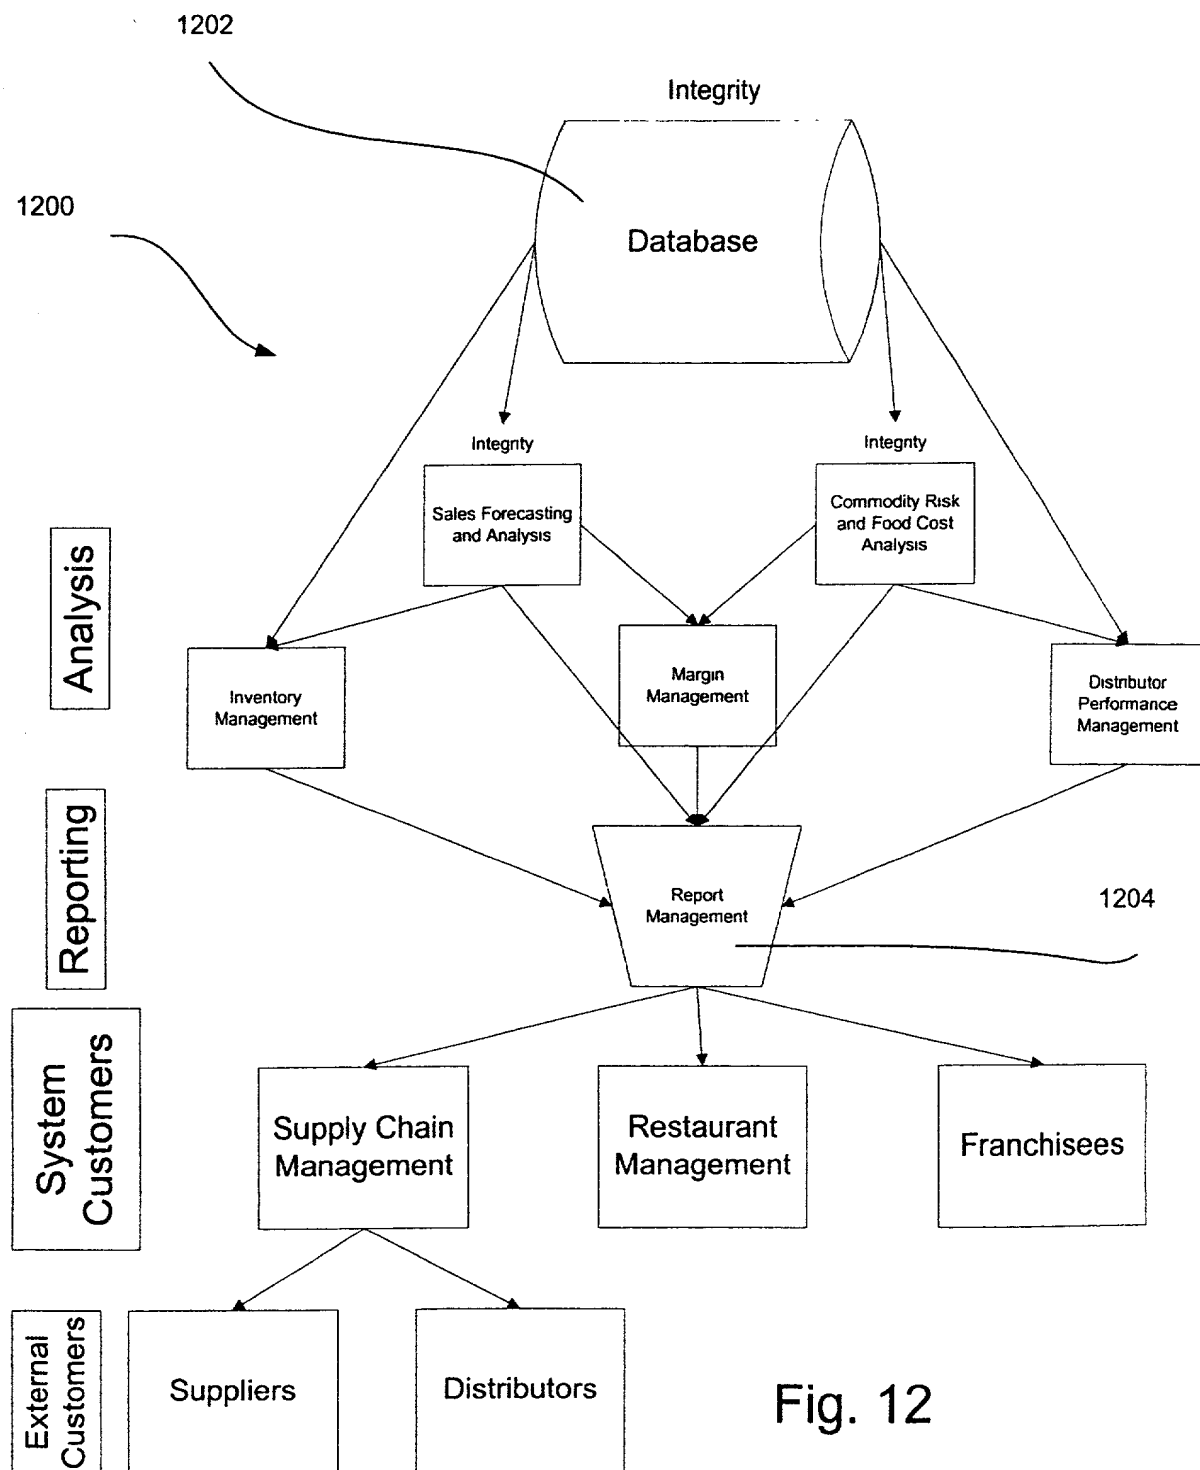 1202
Integrity
1200
Database
Integrity
Integrity
Sales Forecasting
and Analysis
Commodity Risk
and Food Cost
Analysis
Analysis
Inventory
Management
Margin
Management
Distributor
Performance
Management
Reporting
Report
Management
1204
System
Customers
Supply Chain
Management
Restaurant
Management
Franchisees
External
Customers
Suppliers
Distributors
Fig. 12